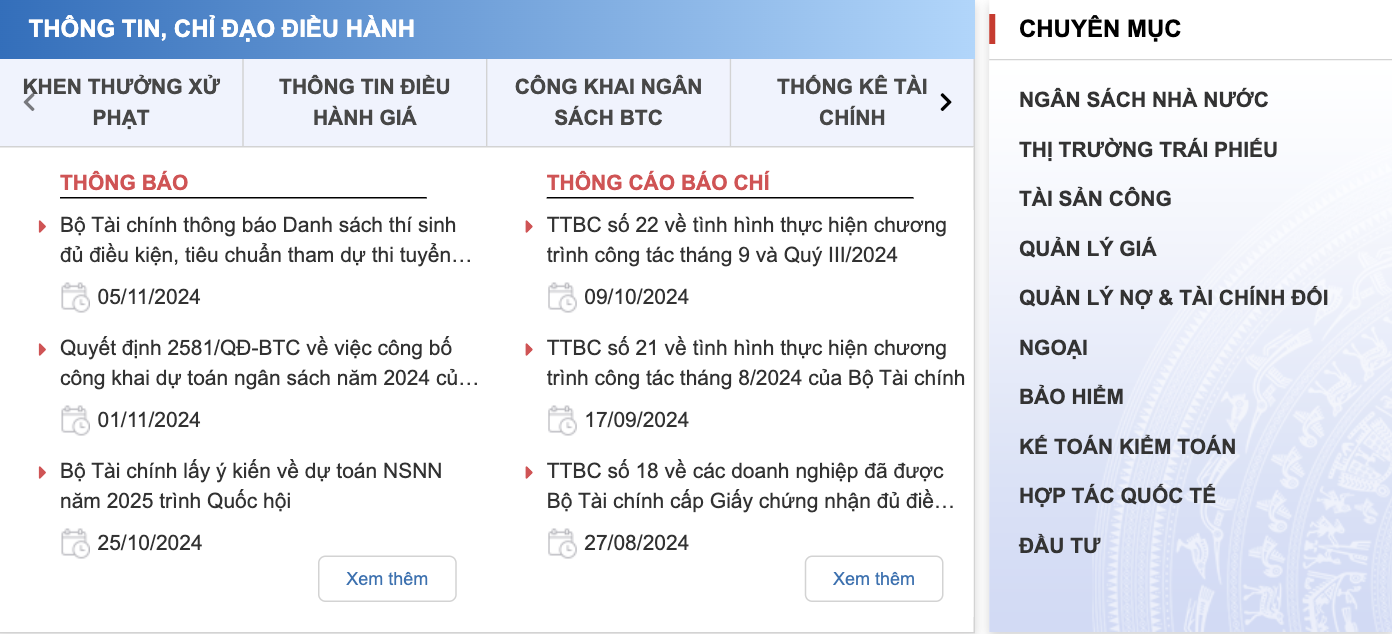 THÔNG TIN, CHỈ ĐẠO ĐIỀU HÀNH
KHEN THƯỞNG XỬ
PHẠT
THÔNG TIN ĐIỀU
HÀNH GIÁ
CÔNG KHAI NGÂN
SÁCH BTC
THỐNG KÊ TÀI
CHÍNH
THÔNG BÁO
Bộ Tài chính thông báo Danh sách thí sinh
đủ điều kiện, tiêu chuẩn tham dự thi tuyển…
05/11/2024
Quyết định 2581/QĐ-BTC về việc công bố
công khai dự toán ngân sách năm 2024 củ…
01/11/2024
Bộ Tài chính lấy ý kiến về dự toán NSNN
năm 2025 trình Quốc hội
25/10/2024
Xem thêm
THÔNG CÁO BÁO CHÍ
TTBC số 22 về tình hình thực hiện chương
trình công tác tháng 9 và Quý III/2024
09/10/2024
TTBC số 21 về tình hình thực hiện chương
trình công tác tháng 8/2024 của Bộ Tài chính
17/09/2024
TTBC số 18 về các doanh nghiệp đã được
Bộ Tài chính cấp Giấy chứng nhận đủ điề…
27/08/2024
Xem thêm
CHUYÊN MỤC
NGÂN SÁCH NHÀ NƯỚC
THỊ TRƯỜNG TRÁI PHIẾU
TÀI SẢN CÔNG
QUẢN LÝ GIÁ
QUẢN LÝ NỢ & TÀI CHÍNH ĐỐI
NGOẠI
BẢO HIỂM
KẾ TOÁN KIỂM TOÁN
HỢP TÁC QUỐC TẾ
ĐẦU TƯ